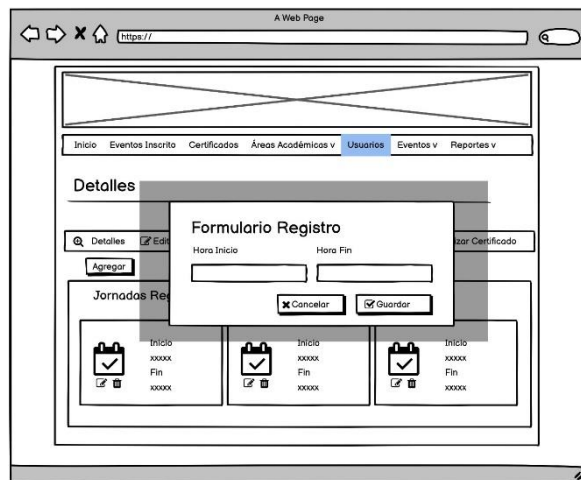 A Web Page
https://
Inicio Eventos Inscrito Certificados Áreas Académicas v Usuarios Eventos v Reportes v
Detalles
Formulario Registro
Hora Inicio Hora Fin
Cancelar Guardar
Detalles Edit izar Certificado
Agregar
Jornadas Reg
Inicio Inicio Inicio
xxxxx xxxxx xxxxx
Fin Fin Fin
xxxxx xxxxx xxxxx